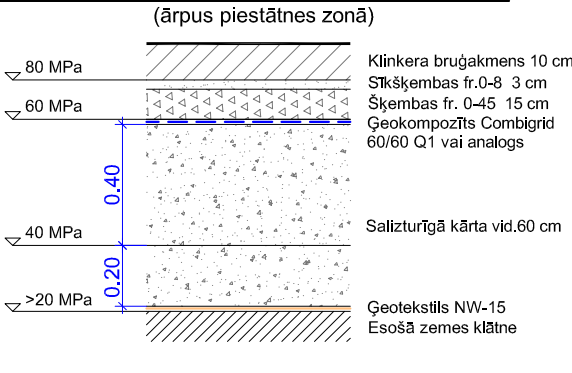 (ārpus piestātnes zonā)
Klinkera bruģakmens 10 cm
80 MPa
Sīkšķembas fr.0-8 3 cm
Šķembas fr. 0-45 15 cm
60 MPa
Ģeokompozīts Combigrid
60/60 Q1 vai analogs
0.40
Salizturīgā kārta vid.60 cm
40 MPa
0.20
>20 MPa
Ģeotekstils NW-15
Esošā zemes klātne